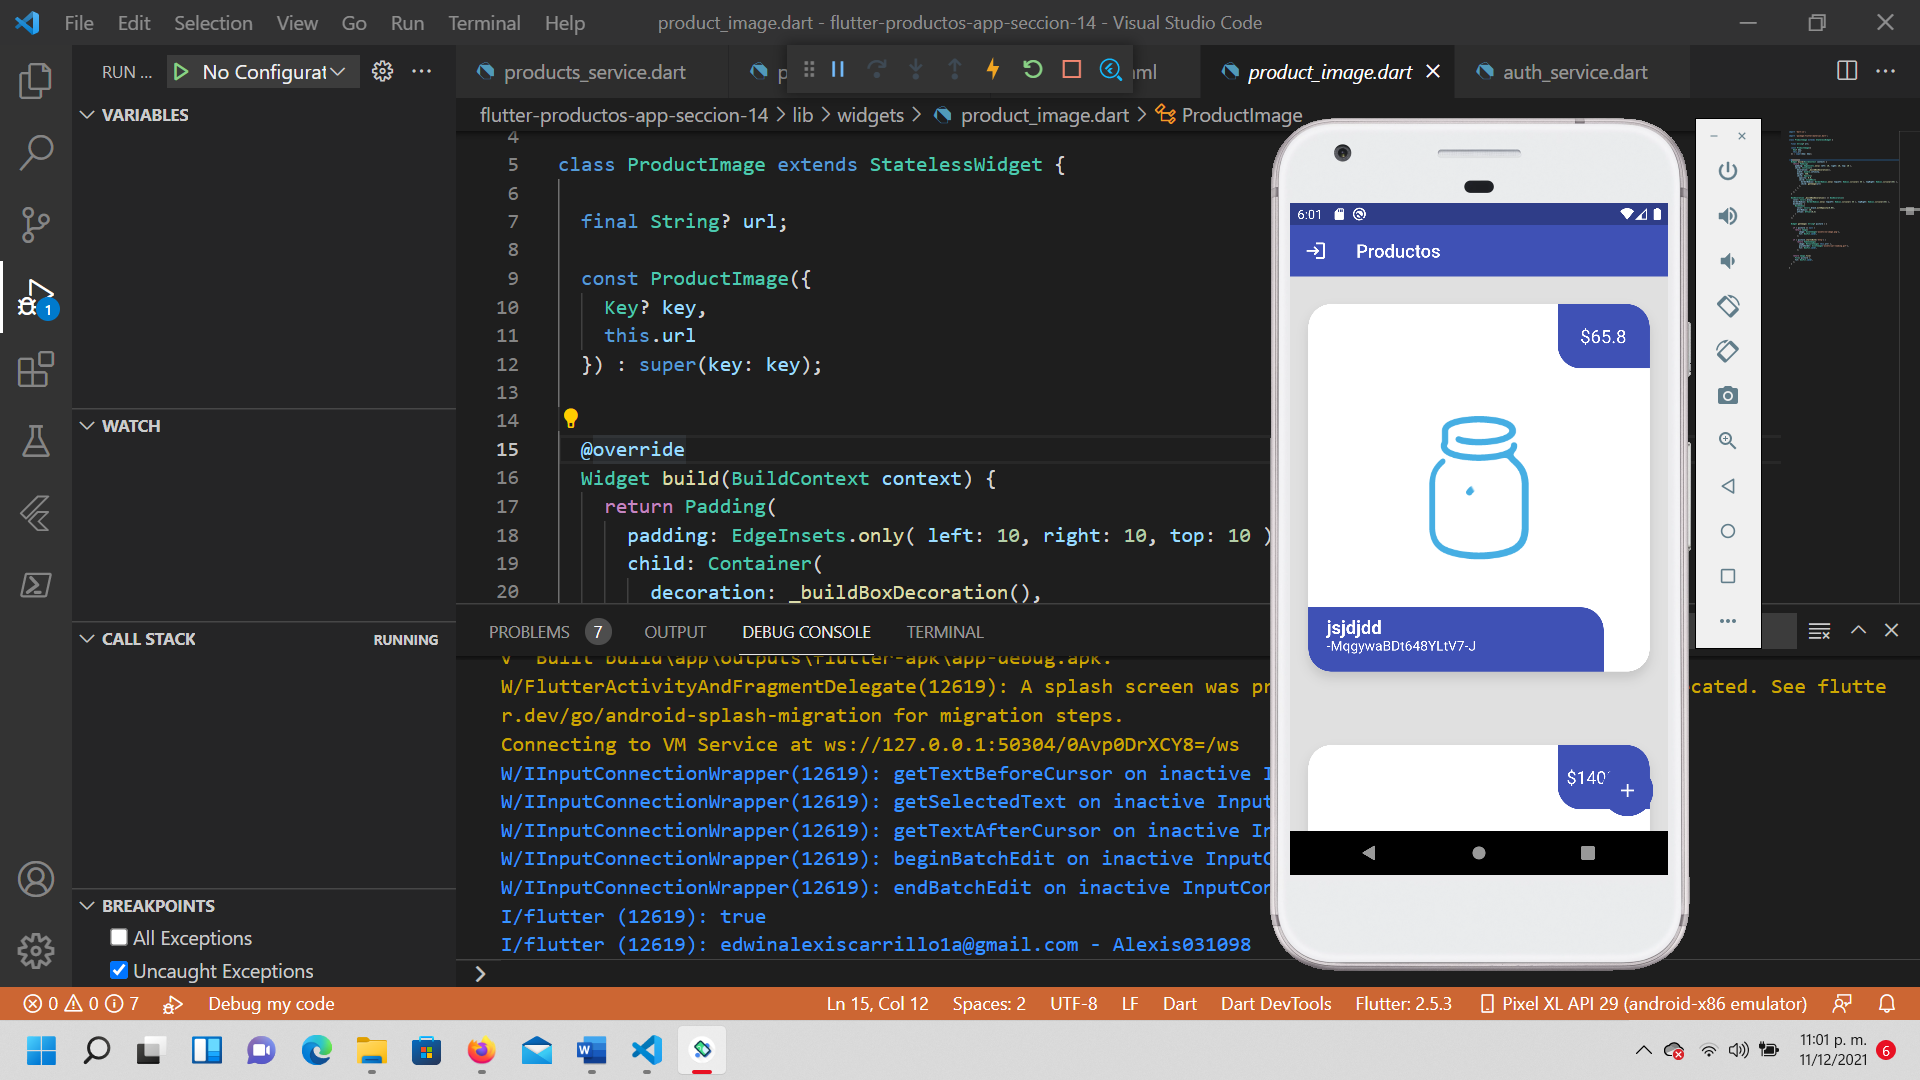 File Edit Selection View Go Run Terminal Help
product_image.dart - flutter-productos-app-seccion-14 - Visual Studio Code
RUN ... No Configurat
products_service.dart
product_image.dart
auth_service.dart
flutter-productos-app-seccion-14 > lib > widgets > product_image.dart > ProductImage
VARIABLES
WATCH
CALL STACK RUNNING
BREAKPOINTS
All Exceptions
Uncaught Exceptions
1
4
5 class ProductImage extends StatelessWidget {
6
7 final String? url;
8
9 const ProductImage({
10 Key? key,
11 this.url
12 }) : super(key: key);
13
14
15 @override
16 Widget build(BuildContext context) {
17 return Padding(
18 padding: EdgeInsets.only( left: 10, right: 10, top: 10 )
19 child: Container(
20 decoration: _buildBoxDecoration(),
PROBLEMS 7 OUTPUT DEBUG CONSOLE TERMINAL
√ Built build\app\outputs\flutter-apk\app-debug.apk.
W/FlutterActivityAndFragmentDelegate(12619): A splash screen was pr cated. See flutte
r.dev/go/android-splash-migration for migration steps.
Connecting to VM Service at ws://127.0.0.1:50304/0Avp0DrXCY8=/ws
W/IInputConnectionWrapper(12619): getTextBeforeCursor on inactive I
W/IInputConnectionWrapper(12619): getSelectedText on inactive Input
W/IInputConnectionWrapper(12619): getTextAfterCursor on inactive In
W/IInputConnectionWrapper(12619): beginBatchEdit on inactive InputC
W/IInputConnectionWrapper(12619): endBatchEdit on inactive InputCon
I/flutter (12619): true
I/flutter (12619): edwinalexiscarrillo1a@gmail.com - Alexis031098
6:01
Productos
$65.8
jsjdjdd
-MqgywaBDt648YLtV7-J
$140
0 0 7 Debug my code
Ln 15, Col 12 Spaces: 2 UTF-8 LF Dart Dart DevTools Flutter: 2.5.3 Pixel XL API 29 (android-x86 emulator)
11:01 p. m.
11/12/2021
6